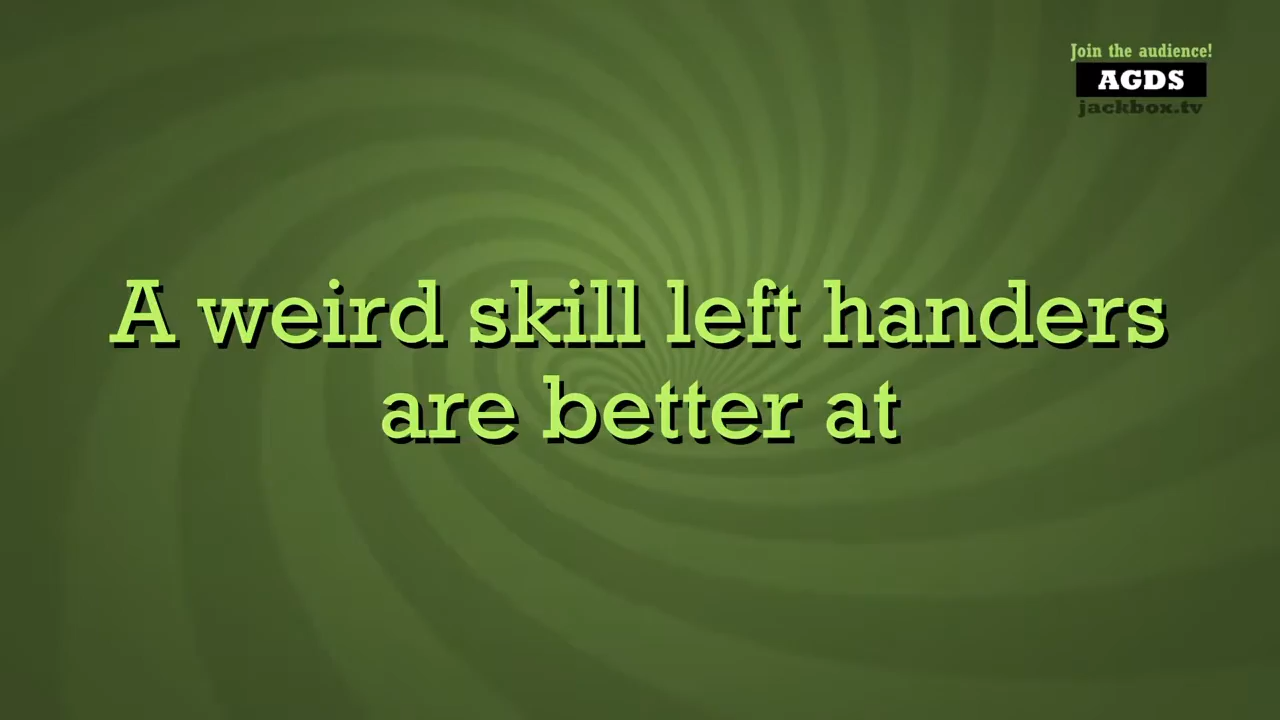 Join the audience!
AGDS
jackbox.tv
A weird skill left handers
are better at